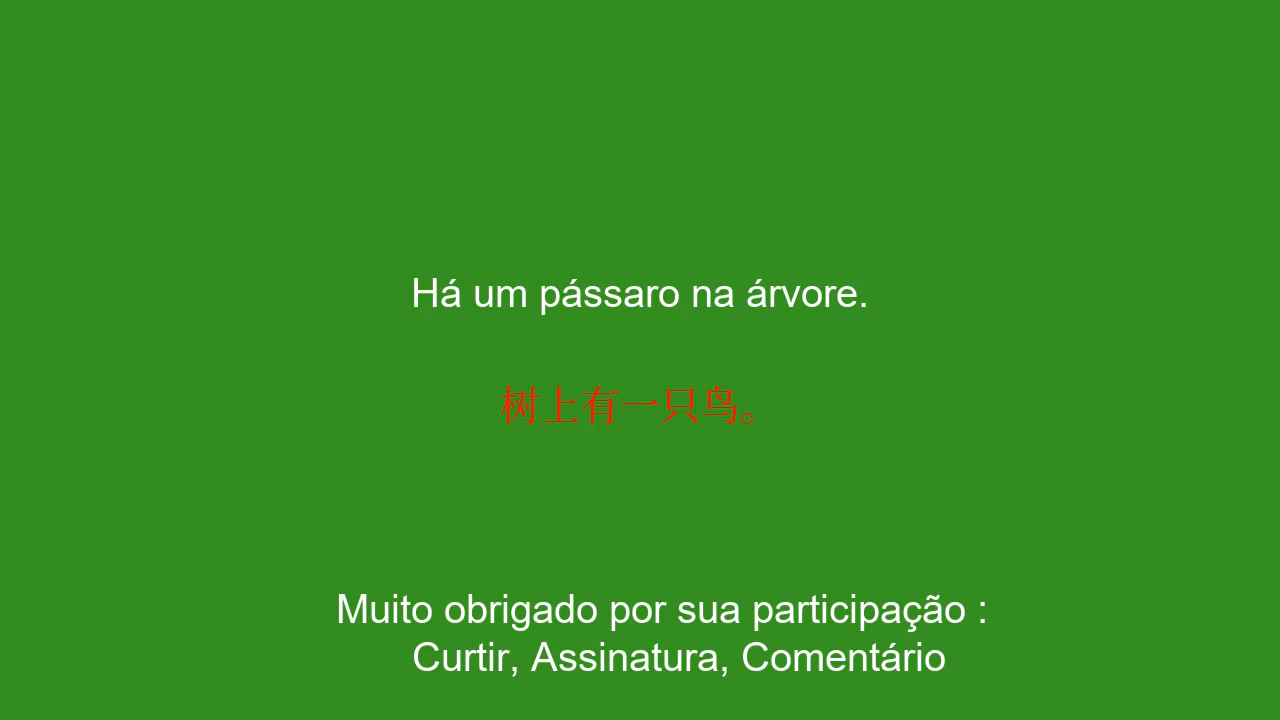 Há um pássaro na árvore.
树上有一只鸟。
Muito obrigado por sua participação :
Curtir, Assinatura, Comentário